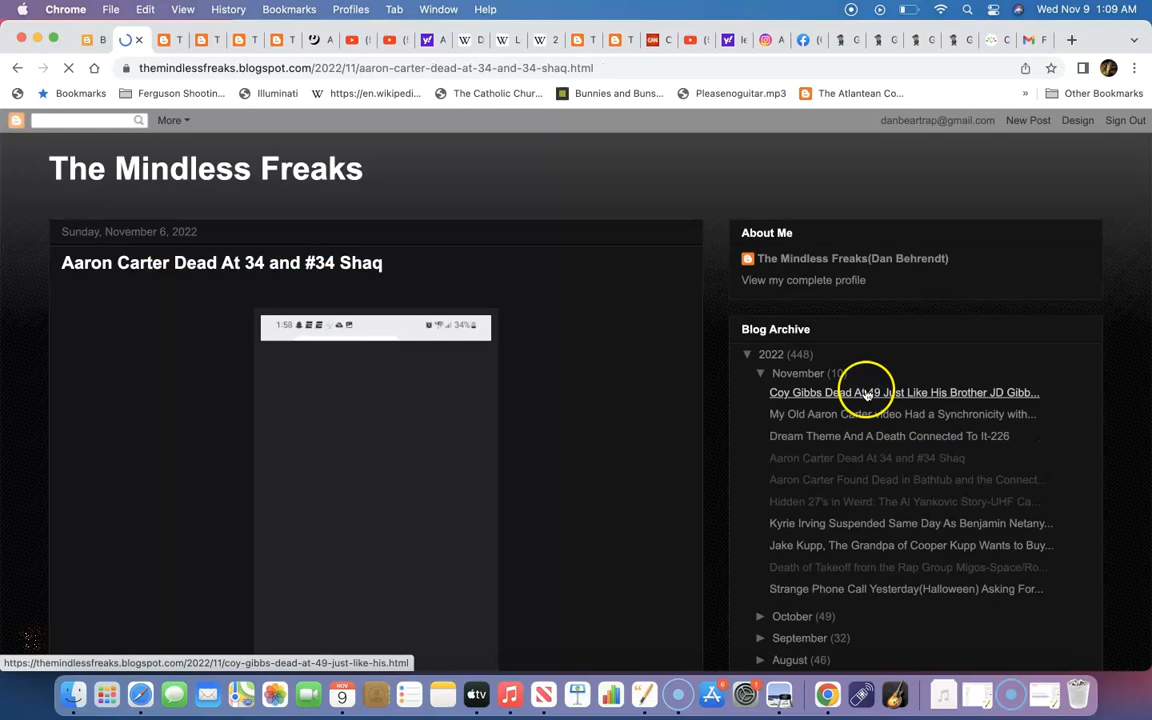 Chrome File Edit View History Bookmarks Profiles Tab Window Help Wed Nov 9 1:09 AM
themindlessfreaks.blogspot.com/2022/11/aaron-carter-dead-at-34-and-34-shaq.html
Bookmarks Ferguson Shootin... Illuminati https://en.wikipedi... The Catholic Chur... Bunnies and Buns... Pleasenoguitar.mp3 The Atlantean Co... » Other Bookmarks
More danbeartrap@gmail.com New Post Design Sign Out
The Mindless Freaks
Sunday, November 6, 2022
Aaron Carter Dead At 34 and #34 Shaq
1:58 34%
About Me
The Mindless Freaks(Dan Behrendt)
View my complete profile
Blog Archive
▼ 2022 (448)
▼ November (10)
Coy Gibbs Dead At 49 Just Like His Brother JD Gibb...
My Old Aaron Carter video Had a Synchronicity with...
Dream Theme And A Death Connected To It-226
Aaron Carter Dead At 34 and #34 Shaq
Aaron Carter Found Dead in Bathtub and the Connect...
Hidden 27's in Weird: The Al Yankovic Story-UHF Ca...
Kyrie Irving Suspended Same Day As Benjamin Netany...
Jake Kupp, The Grandpa of Cooper Kupp Wants to Buy...
Death of Takeoff from the Rap Group Migos-Space/Ro...
Strange Phone Call Yesterday(Halloween) Asking For...
► October (49)
► September (32)
► August (46)
https://themindlessfreaks.blogspot.com/2022/11/coy-gibbs-dead-at-49-just-like-his.html